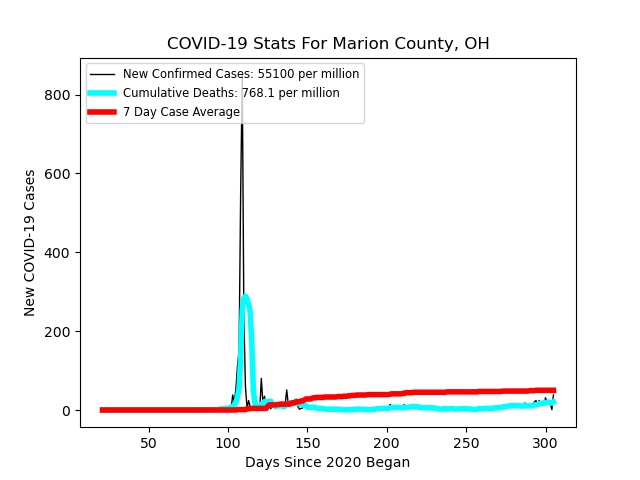 COVID-19 Stats For Marion County, OH
New Confirmed Cases: 55100 per million
Cumulative Deaths: 768.1 per million
7 Day Case Average
800
600
400
200
0
New COVID-19 Cases
50 100 150 200 250 300
Days Since 2020 Began